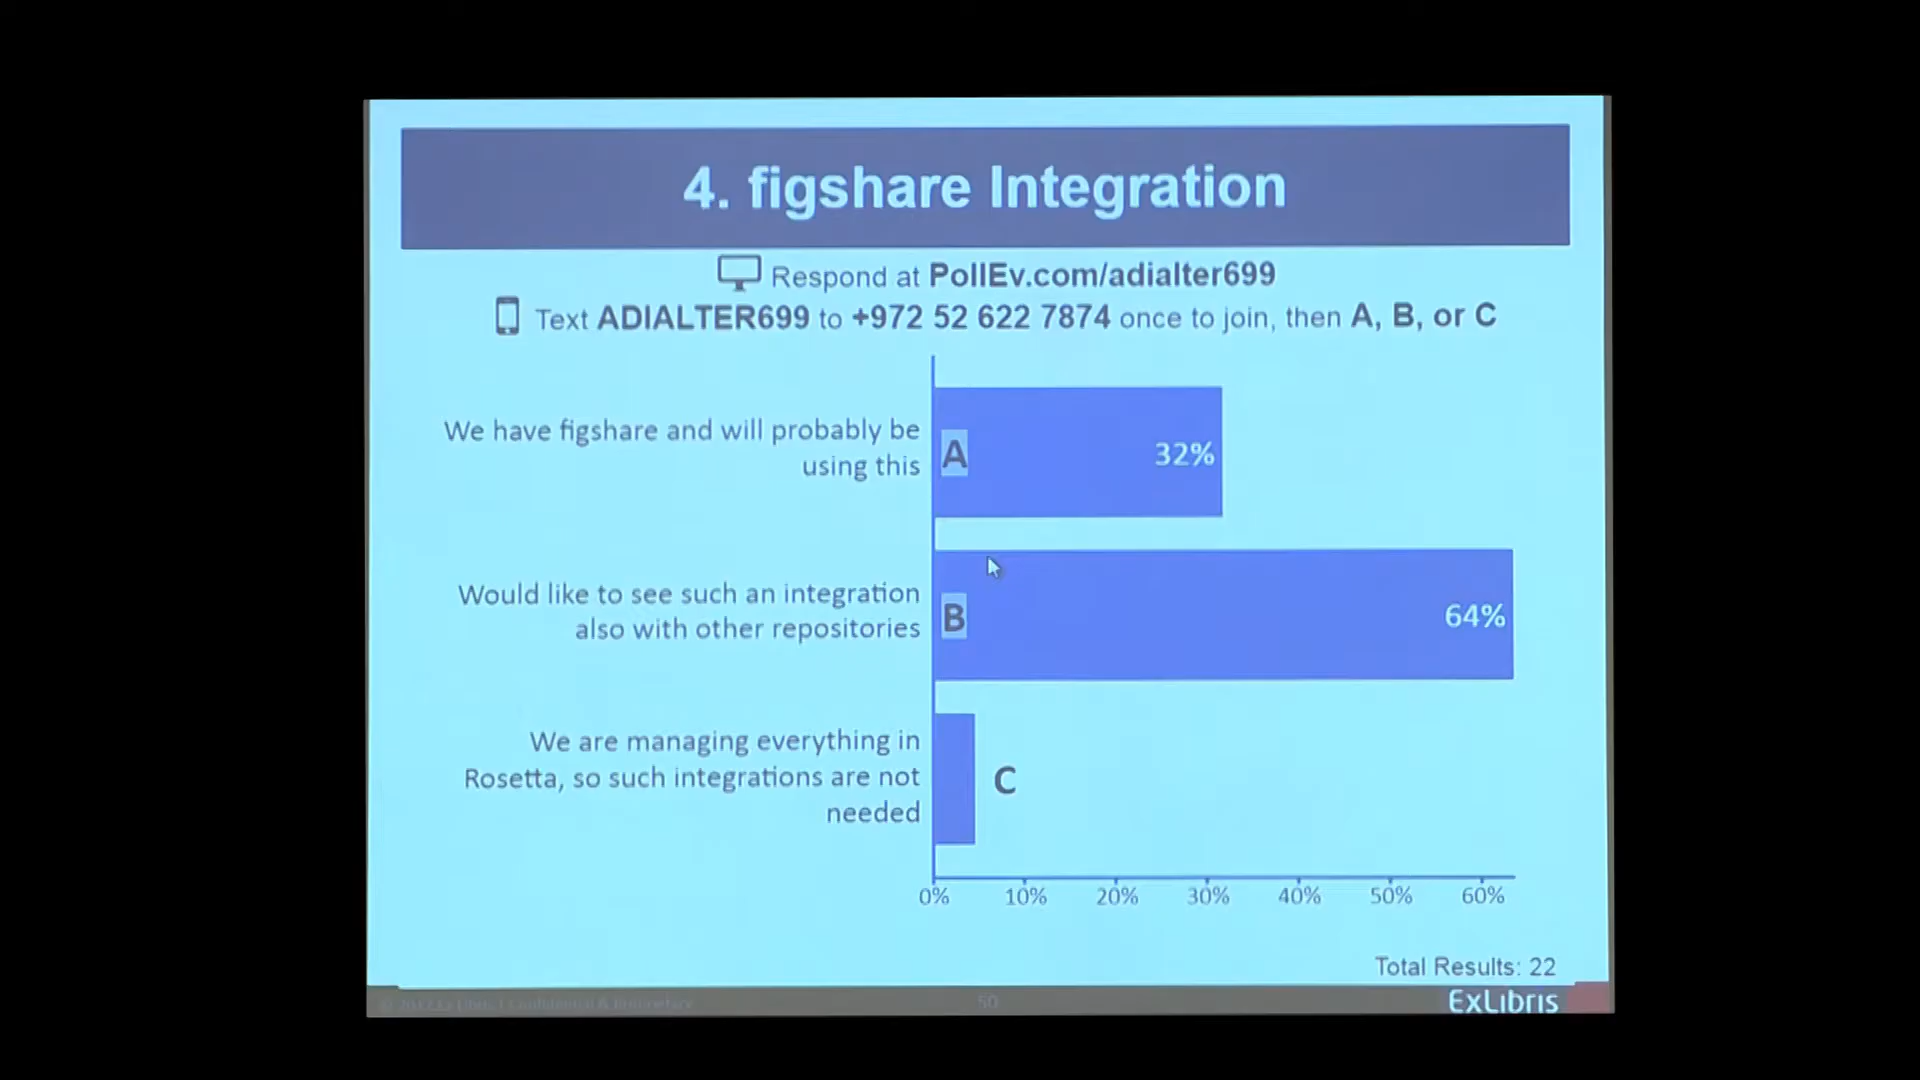 4. figshare Integration
Respond at PollEv.com/adialter699
Text ADIALTER699 to +972 52 622 7874 once to join, then A, B, or C
We have figshare and will probably be
using this
A
32%
Would like to see such an integration
also with other repositories
B
64%
We are managing everything in
Rosetta, so such integrations are not
needed
C
0% 10% 20% 30% 40% 50% 60%
Total Results: 22
50
ExLibris